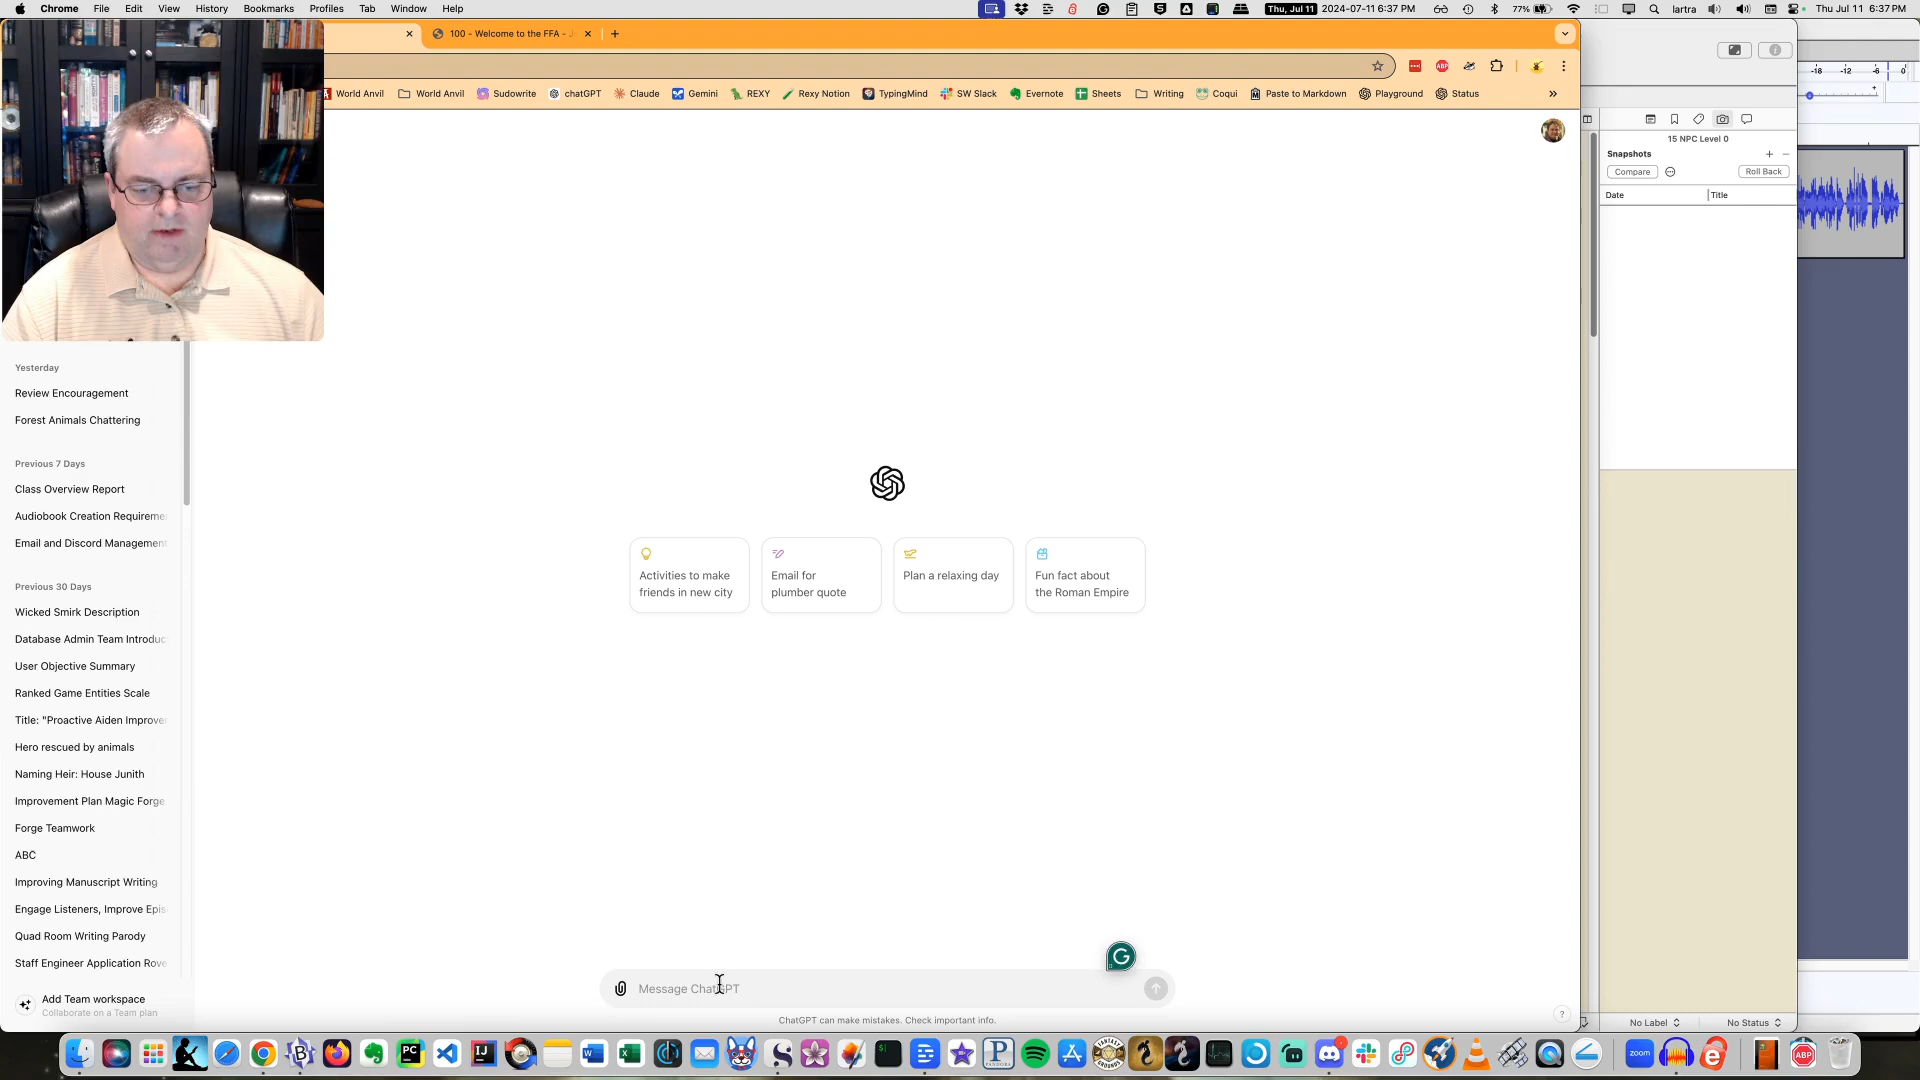 Chrome File Edit View History Bookmarks Profiles Tab Window Help
Thu, Jul 11 2024-07-11 6:37 PM 77% lartra Thu Jul 11 6:37 PM
100 - Welcome to the FFA -
World Anvil World Anvil Sudowrite chatGPT Claude Gemini REXY Rexy Notion TypingMind SW Slack Evernote Sheets Writing Coqui Paste to Markdown Playground Status
-18 -12 -6 0
15 NPC Level 0
Snapshots
Compare Roll Back
Date Title
Yesterday
Review Encouragement
Forest Animals Chattering
Previous 7 Days
Class Overview Report
Audiobook Creation Requireme
Email and Discord Management
Previous 30 Days
Wicked Smirk Description
Database Admin Team Introduc
User Objective Summary
Ranked Game Entities Scale
Title: "Proactive Aiden Improve
Hero rescued by animals
Naming Heir: House Junith
Improvement Plan Magic Forge
Forge Teamwork
ABC
Improving Manuscript Writing
Engage Listeners, Improve Epis
Quad Room Writing Parody
Staff Engineer Application Rove
Add Team workspace
Collaborate on a Team plan
Activities to make
friends in new city
Email for
plumber quote
Plan a relaxing day
Fun fact about
the Roman Empire
Message ChatGPT
ChatGPT can make mistakes. Check important info.
?
No Label No Status
zoom
ABP